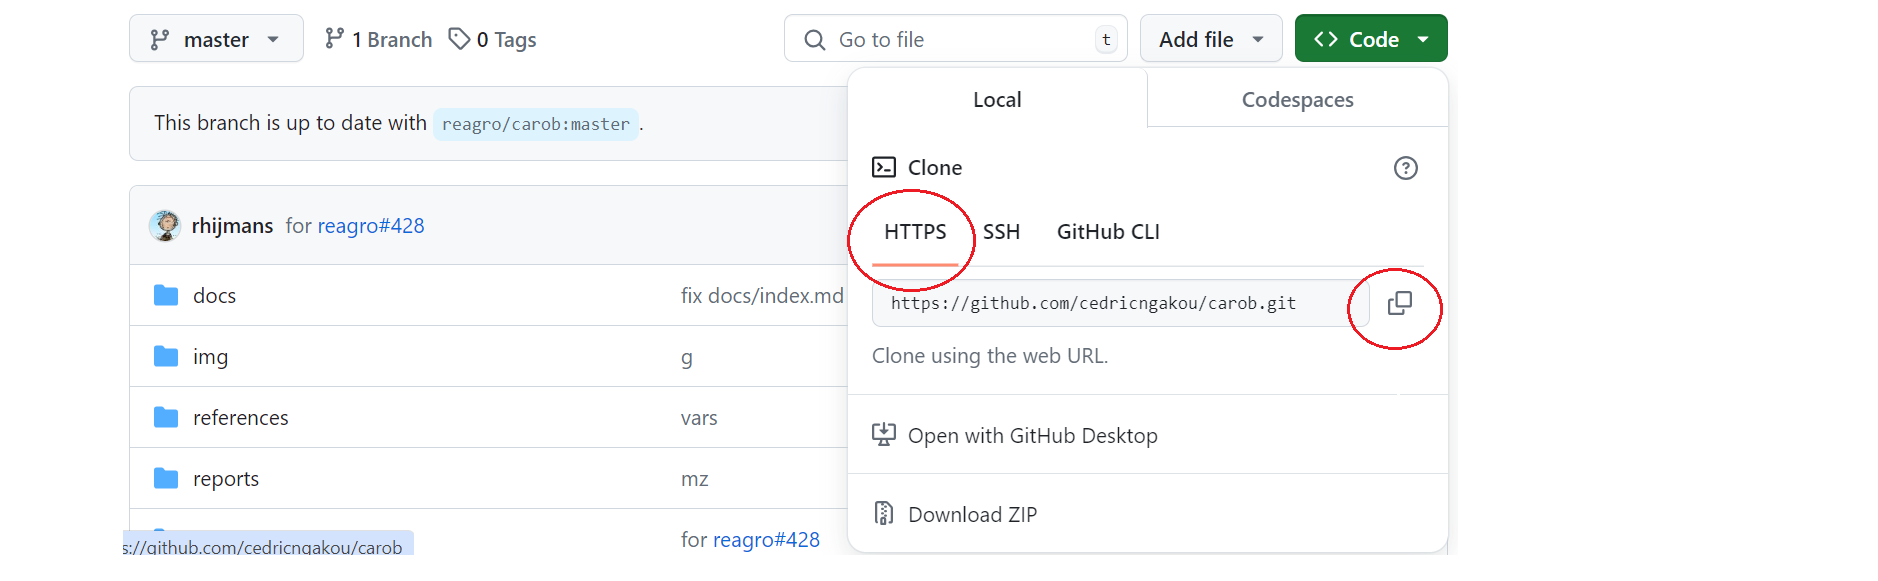 master 1 Branch 0 Tags Go to file t Add file Code
This branch is up to date with reagro/carob:master.
rhijmans for reagro#428
docs fix docs/index.md
img g
references vars
reports mz
for reagro#428
s://github.com/cedricngakou/carob
Local Codespaces
Clone
HTTPS SSH GitHub CLI
https://github.com/cedricngakou/carob.git
Clone using the web URL.
Open with GitHub Desktop
Download ZIP